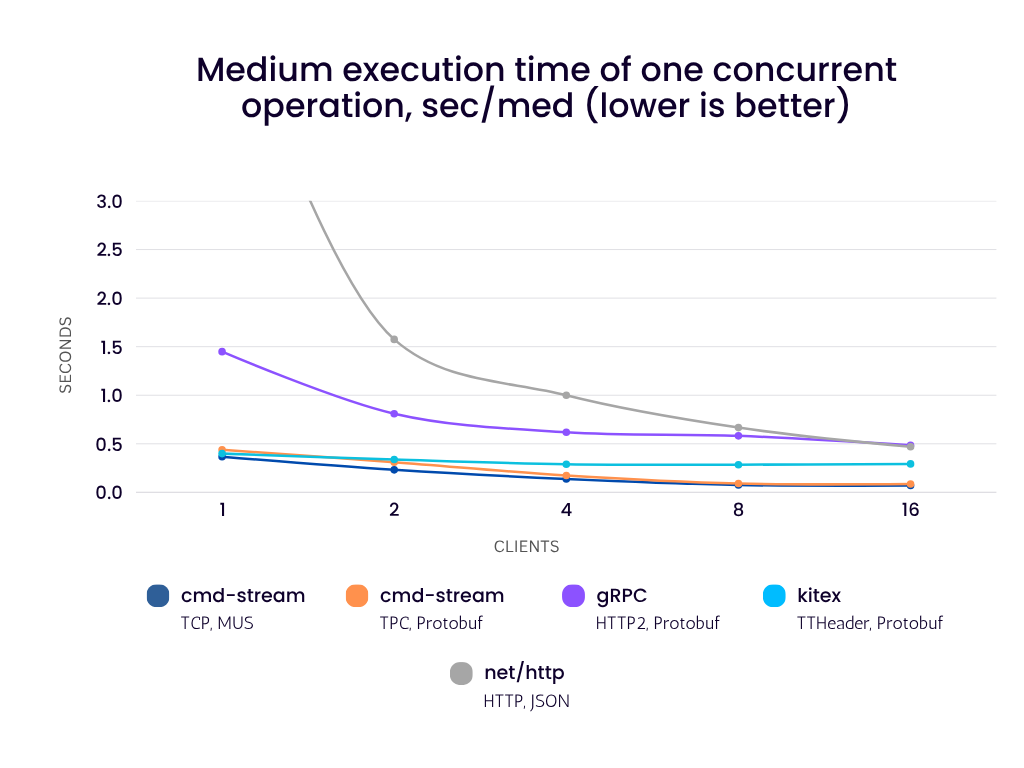 Medium execution time of one concurrent
operation, sec/med (lower is better)
3.0
2.5
2.0
1.5
1.0
0.5
0.0
SECONDS
1 2 4 8 16
CLIENTS
cmd-stream cmd-stream gRPC kitex
TCP, MUS TPC, Protobuf HTTP2, Protobuf TTHeader, Protobuf
net/http
HTTP, JSON